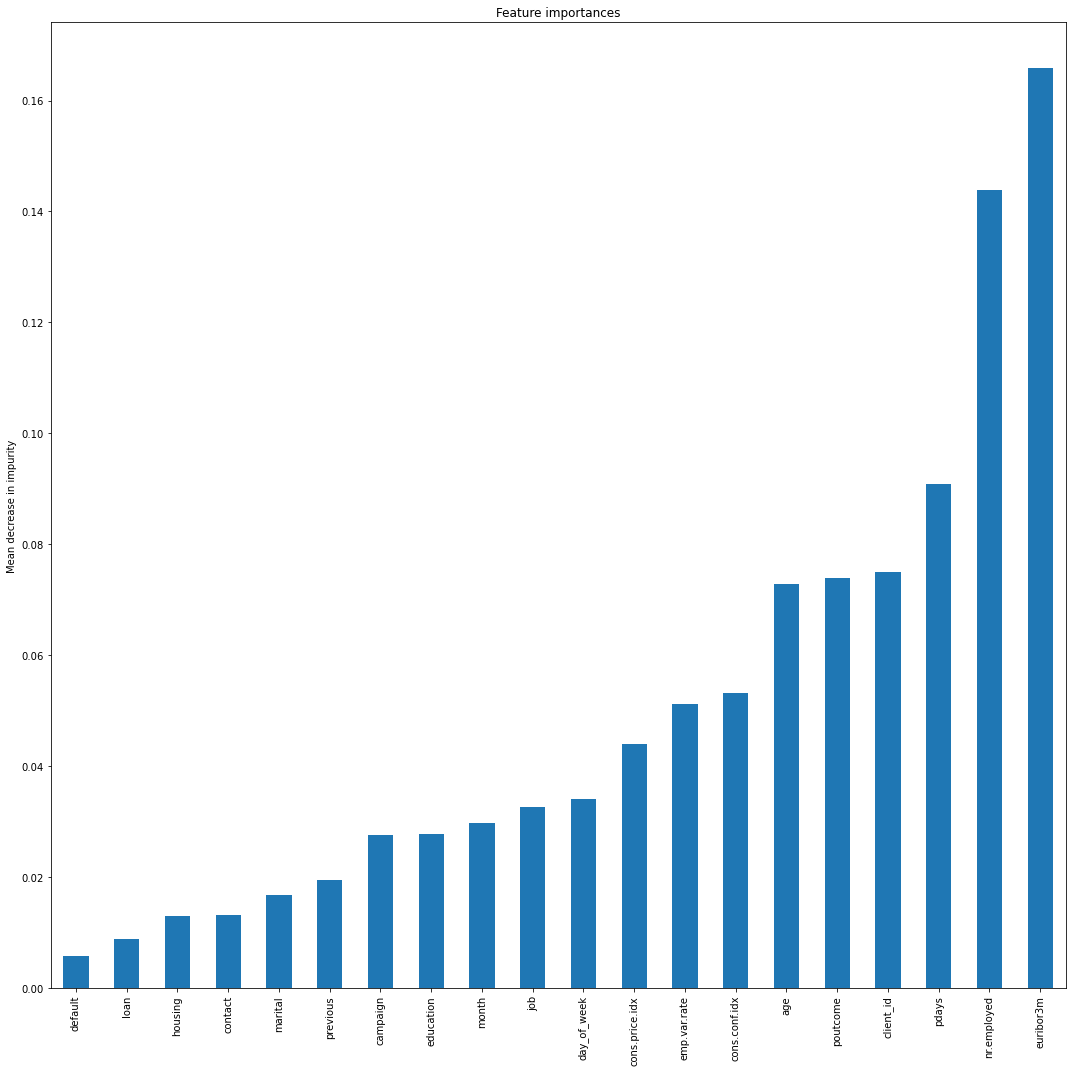 Feature importances
Mean decrease in impurity
0.16
0.14
0.12
0.10
0.08
0.06
0.04
0.02
0.00
default
loan
housing
contact
marital
previous
campaign
education
month
job
day_of_week
cons.price.idx
emp.var.rate
cons.conf.idx
age
poutcome
client_id
pdays
nr.employed
euribor3m